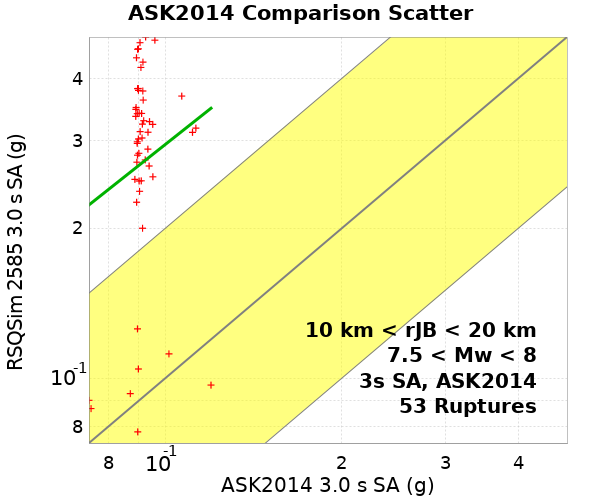 ASK2014 Comparison Scatter
RSQSim 2585 3.0 s SA (g)
4
3
2
10-1
8
10 km < rJB < 20 km
7.5 < Mw < 8
3s SA, ASK2014
53 Ruptures
8 10-1 2 3 4
ASK2014 3.0 s SA (g)